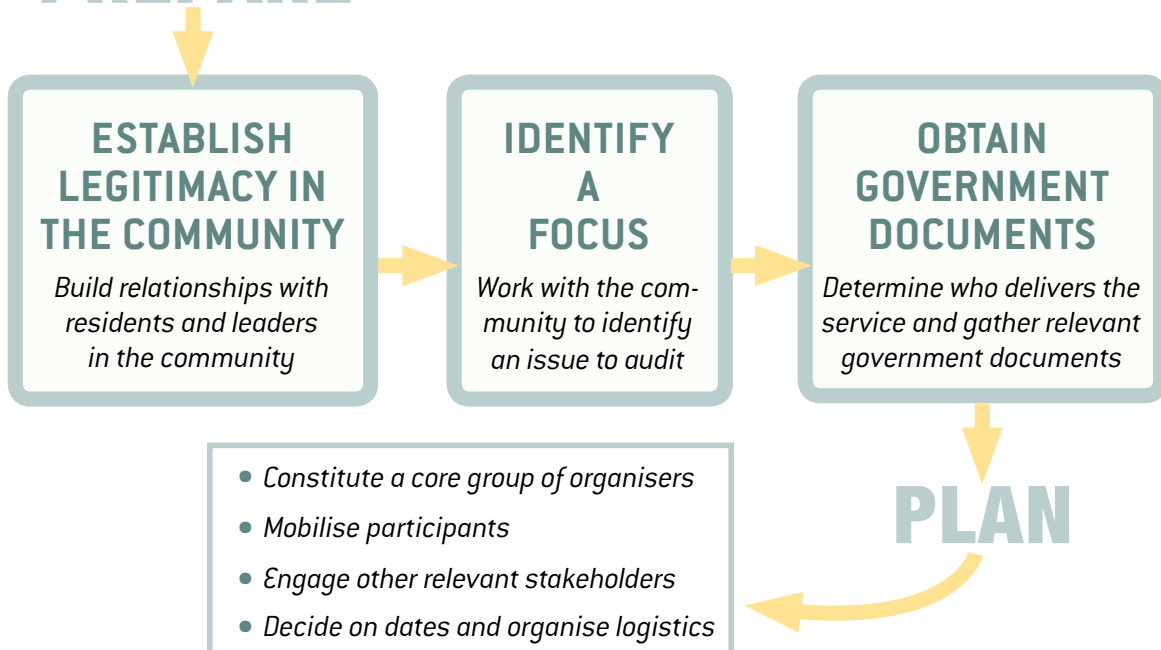 PREPARE
ESTABLISH
LEGITIMACY IN
THE COMMUNITY
Build relationships with
residents and leaders
in the community
IDENTIFY
A
FOCUS
Work with the com-
munity to identify
an issue to audit
OBTAIN
GOVERNMENT
DOCUMENTS
Determine who delivers the
service and gather relevant
government documents
PLAN
• Constitute a core group of organisers
• Mobilise participants
• Engage other relevant stakeholders
• Decide on dates and organise logistics